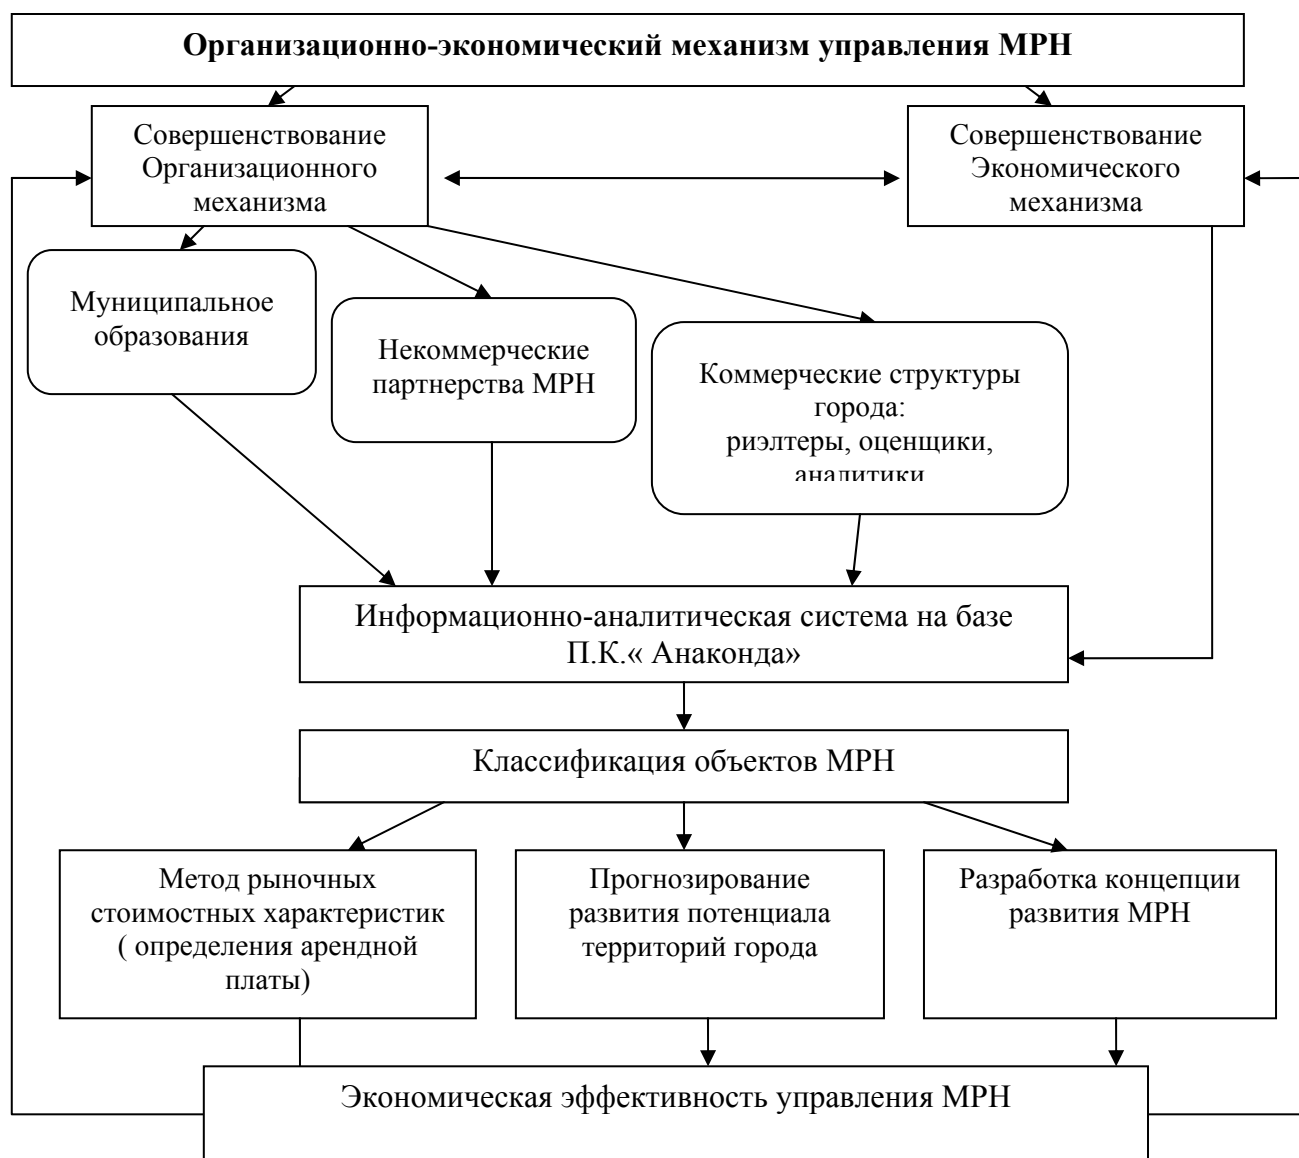 Организационно-экономический механизм управления МРН
Совершенствование
Организационного
механизма
Совершенствование
Экономического
механизма
Муниципальное
образования
Некоммерческие
партнерства МРН
Коммерческие структуры
города:
риэлтеры, оценщики,
аналитики
Информационно-аналитическая система на базе
П.К.« Анаконда»
Классификация объектов МРН
Метод рыночных
стоимостных характеристик
( определения арендной
платы)
Прогнозирование
развития потенциала
территорий города
Разработка концепции
развития МРН
Экономическая эффективность управления МРН